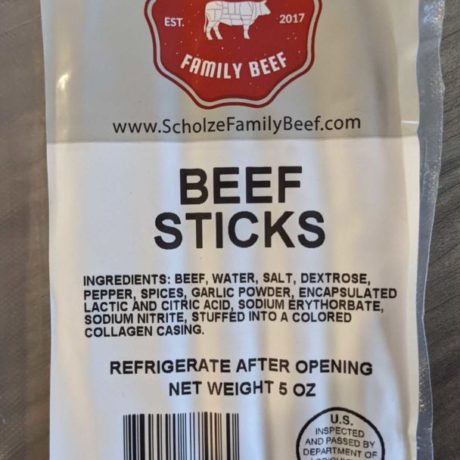 EST.
2017
FAMILY BEEF
www.ScholzeFamilyBeef.com
BEEF
STICKS
INGREDIENTS: BEEF, WATER, SALT, DEXTROSE,
PEPPER, SPICES, GARLIC POWDER, ENCAPSULATED
LACTIC AND CITRIC ACID, SODIUM ERYTHORBATE,
SODIUM NITRITE, STUFFED INTO A COLORED
COLLAGEN CASING.
REFRIGERATE AFTER OPENING
NET WEIGHT 5 OZ
U.S.
INSPECTED
AND PASSED BY
DEPARTMENT OF